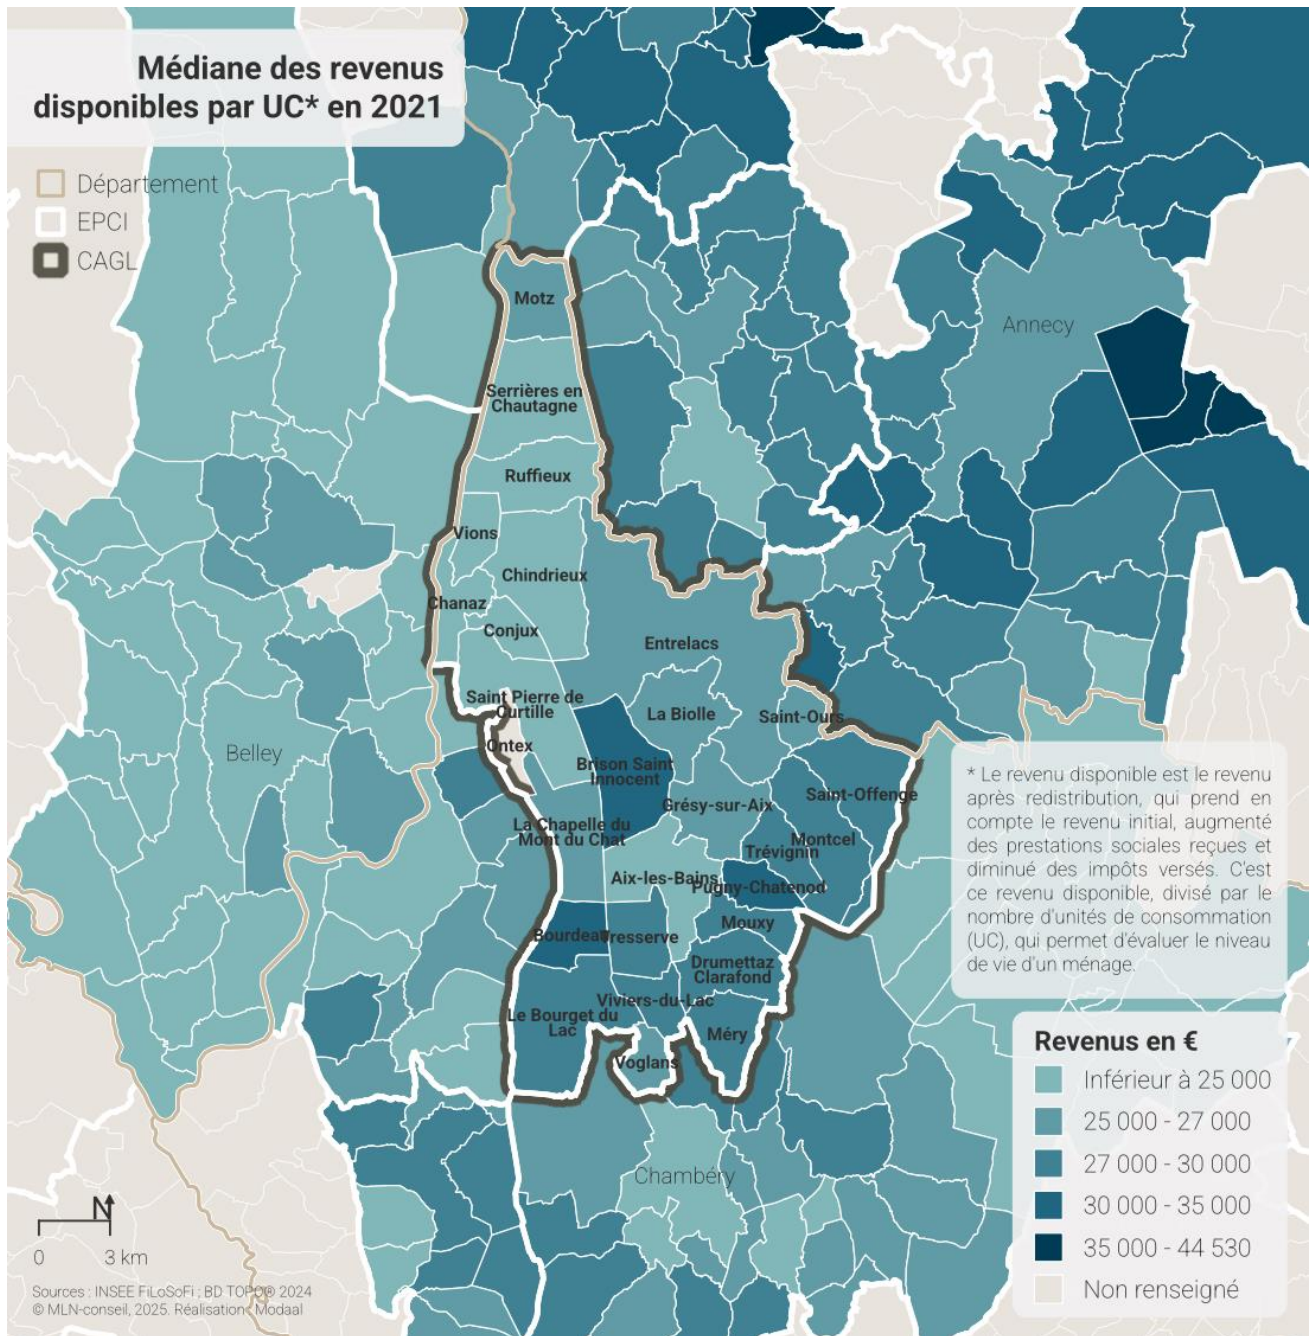 Médiane des revenus
disponibles par UC* en 2021
Département
EPCI
CAGL
Motz
Annecy
Serrières en
Chautagne
Ruffieux
Vions
Chindrieux
Chanaz
Conjux
Entrelacs
Saint Pierre de
Curtille
La Biolle
Saint-Ours
Ontex
Belley
Brison Saint
Innocent
Saint-Offenge
Grésy-sur-Aix
La Chapelle du
Mont du Chat
Montcel
Trévignin
Aix-les-Bains
Pugny-Chatenod
Mouxy
Bourdeau
Tresserve
Drumettaz
Clarafond
Viviers-du-Lac
Le Bourget du
Lac
Méry
Voglans
Chambéry
* Le revenu disponible est le revenu
après redistribution, qui prend en
compte le revenu initial, augmenté
des prestations sociales reçues et
diminué des impôts versés. C'est
ce revenu disponible, divisé par le
nombre d'unités de consommation
(UC), qui permet d'évaluer le niveau
de vie d'un ménage.
Revenus en €
Inférieur à 25 000
25 000 - 27 000
27 000 - 30 000
30 000 - 35 000
35 000 - 44 530
Non renseigné
N
0 3 km
Sources : INSEE FiLoSoFi ; BD TOPO® 2024
© MLN-conseil, 2025. Réalisation : Modaal